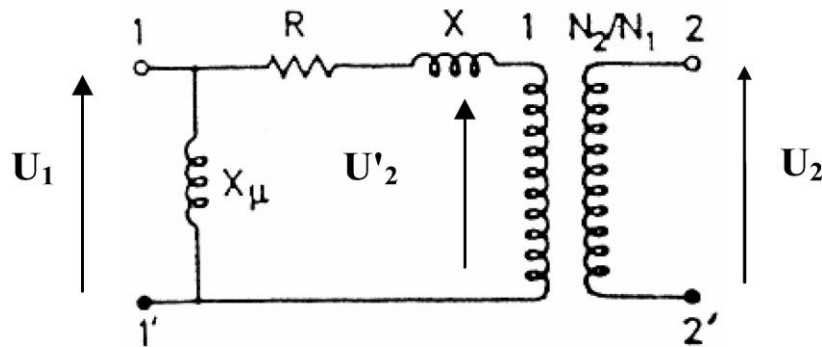 1 R X 1 N₂/N₁ 2
U₁ Xμ U'₂ U₂
1' 2'